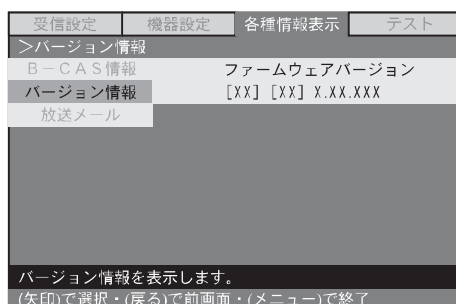 受信設定 機器設定 各種情報表示 テスト
>バージョン情報
B-CAS情報 ファームウェアバージョン
バージョン情報 [XX] [XX] X.XX.XXX
放送メール
バージョン情報を表示します。
(矢印)で選択・(戻る)で前画面・(メニュー)で終了